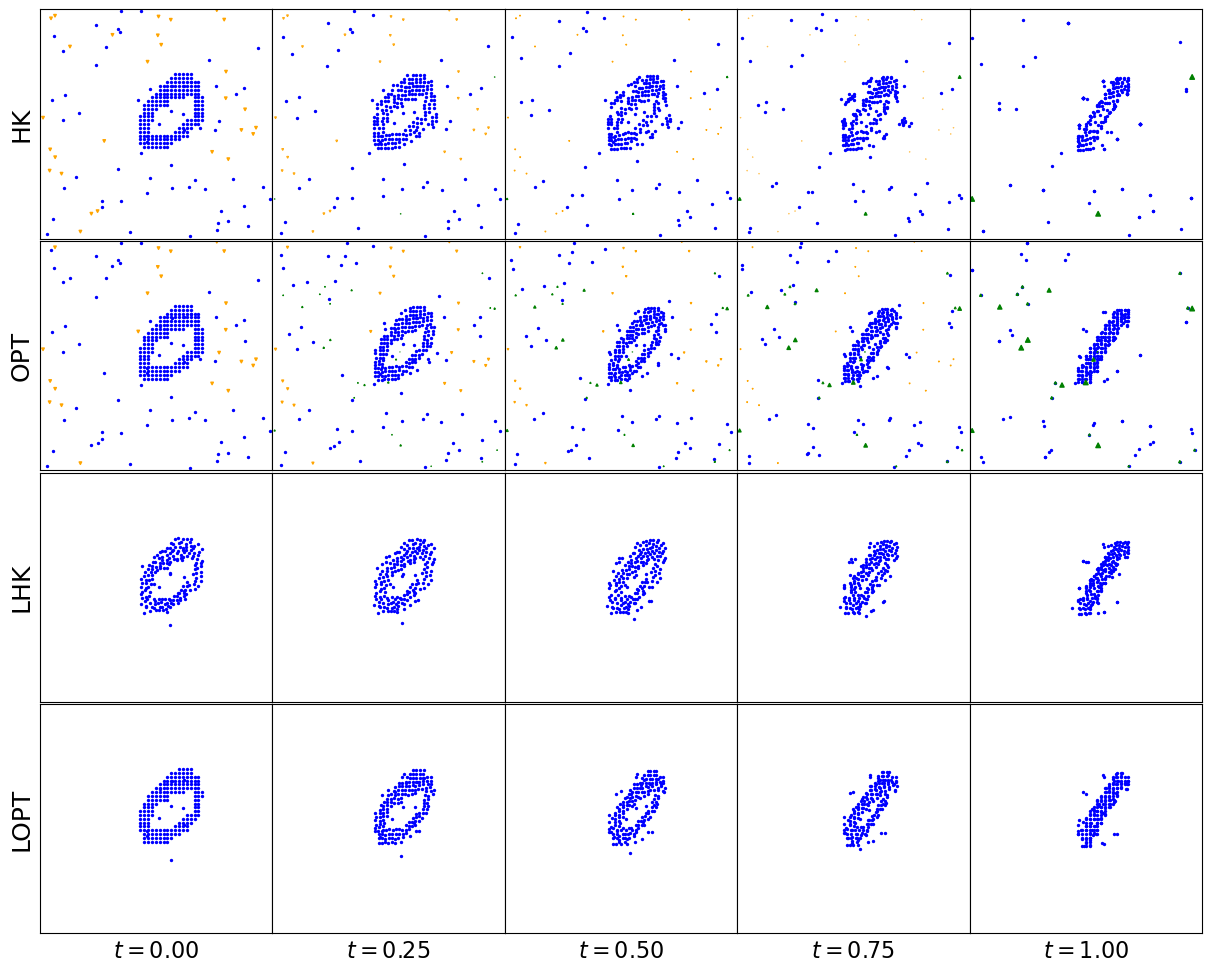 HK
OPT
LHK
LOPT
t = 0.00 t = 0.25 t = 0.50 t = 0.75 t = 1.00